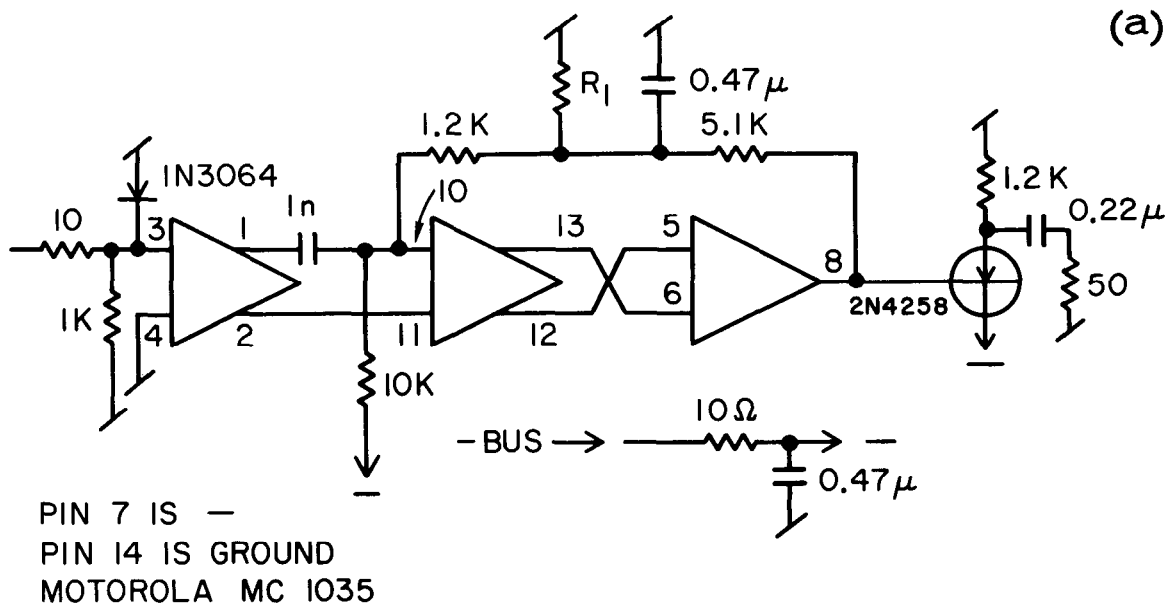 (a)
R1
0.47μ
1.2K
5.1K
1N3064
10
1.2K
10
1n
0.22μ
3
1
13
5
8
1K
4
2
11
12
6
2N4258
50
10K
—
—
10Ω
-BUS
—
0.47μ
PIN 7 IS —
PIN 14 IS GROUND
MOTOROLA MC 1035